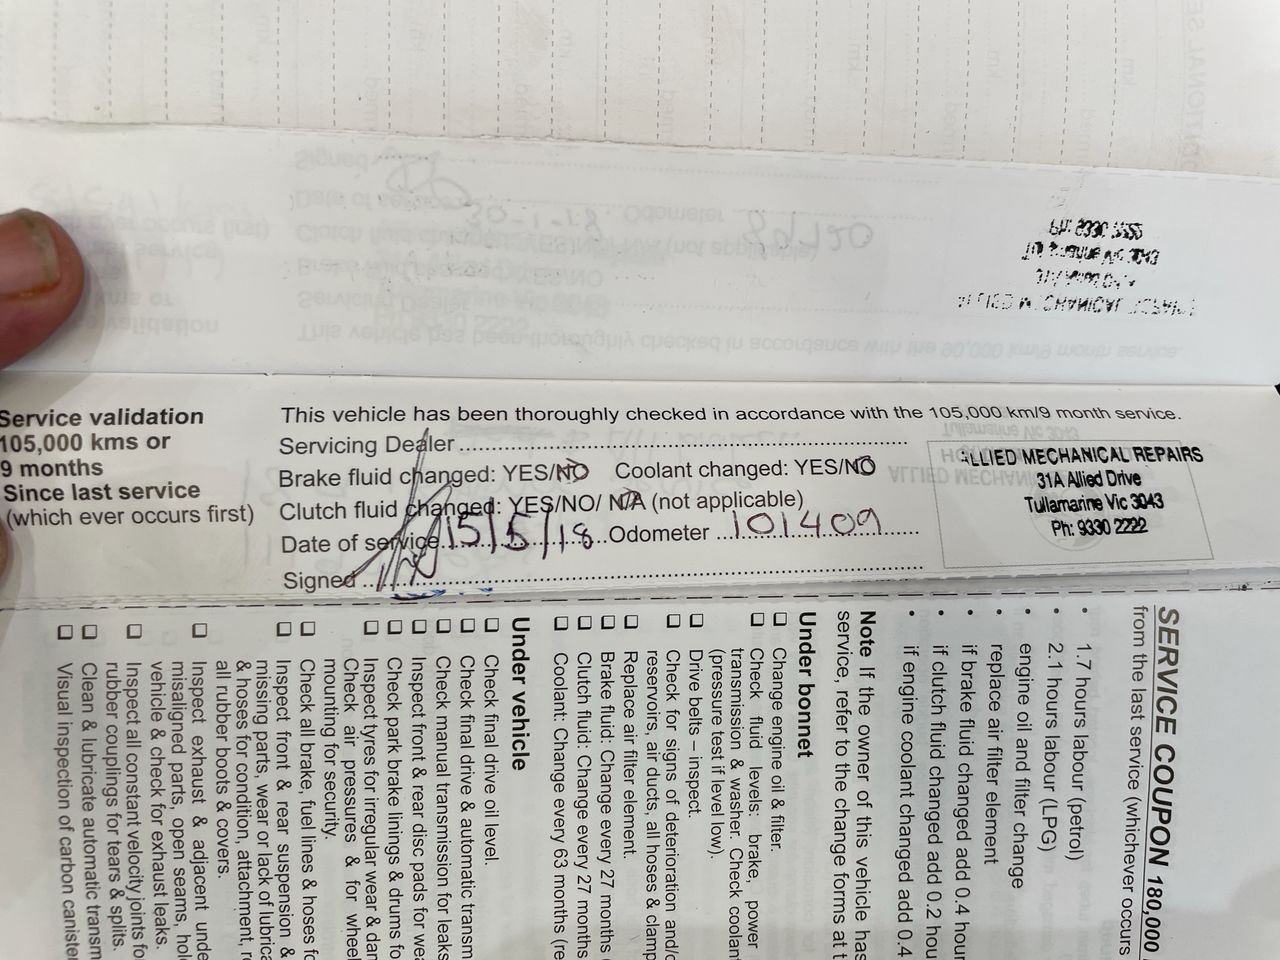 Service validation
105,000 kms or
9 months
Since last service
(which ever occurs first)
This vehicle has been thoroughly checked in accordance with the 105,000 km/9 month service.
Servicing Dealer
Brake fluid changed: YES/NO Coolant changed: YES/NO
Clutch fluid changed: YES/NO/ N/A (not applicable)
Date of service 15/5/18 Odometer 101409
Signed
ALLIED MECHANICAL REPAIRS
31A Allied Drive
Tullamarine Vic 3043
Ph: 9330 2222
SERVICE COUPON 180,000
from the last service (whichever occurs
• 1.7 hours labour (petrol)
• 2.1 hours labour (LPG)
• engine oil and filter change
• replace air filter element
• if brake fluid changed add 0.4 hour
• if clutch fluid changed add 0.2 hou
• if engine coolant changed add 0.4
Note If the owner of this vehicle has
service, refer to the change forms at t
Under bonnet
❑ Change engine oil & filter.
❑ Check fluid levels: brake, power
transmission & washer. Check coolant
(pressure test if level low).
❑ Drive belts – inspect.
❑ Check for signs of deterioration and/o
reservoirs, air ducts, all hoses & clamp
❑ Replace air filter element.
❑ Brake fluid: Change every 27 months
❑ Clutch fluid: Change every 27 months
❑ Coolant: Change every 63 months (re
Under vehicle
❑ Check final drive oil level.
❑ Check final drive & automatic transm
❑ Check manual transmission for leaks
❑ Inspect front & rear disc pads for wea
❑ Check park brake linings & drums fo
❑ Inspect tyres for irregular wear & dan
Check air pressures & for wheel
mounting for security.
❑ Check all brake, fuel lines & hoses fo
❑ Inspect front & rear suspension &
missing parts, wear or lack of lubrica
& hoses for condition, attachment, r
all rubber boots & covers.
❑ Inspect exhaust & adjacent unde
misaligned parts, open seams, hol
vehicle & check for exhaust leaks.
❑ Inspect all constant velocity joints fo
rubber couplings for tears & splits.
❑ Clean & lubricate automatic transm
❑ Visual inspection of carbon canister